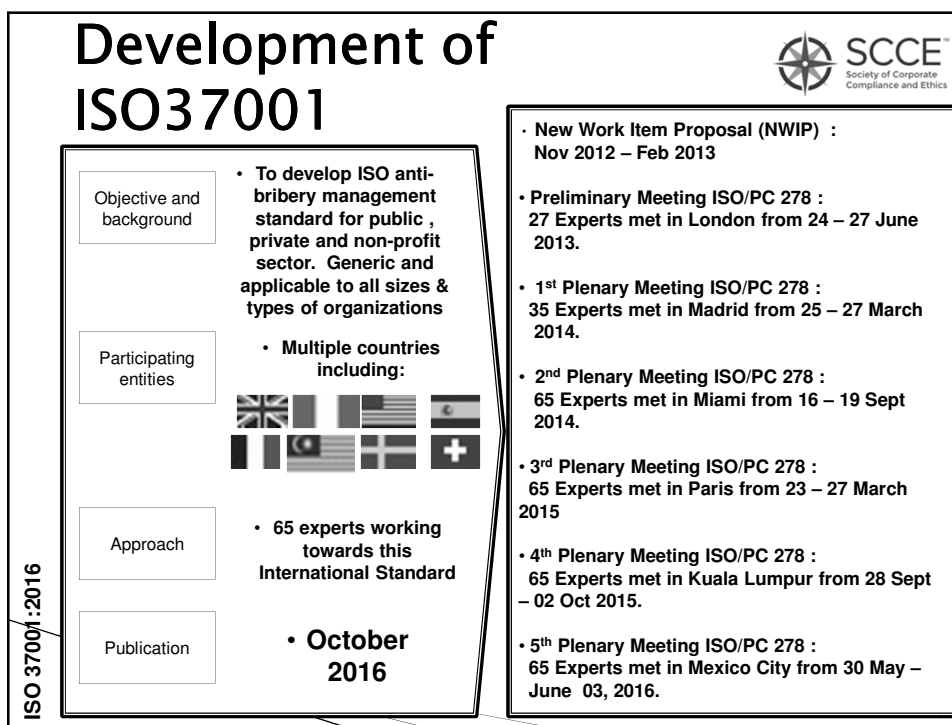 Development of
ISO37001
SCCE™
Society of Corporate
Compliance and Ethics
Objective and
background
• To develop ISO anti-
bribery management
standard for public ,
private and non-profit
sector. Generic and
applicable to all sizes &
types of organizations
Participating
entities
• Multiple countries
including:
Approach
• 65 experts working
towards this
International Standard
Publication
• October
2016
• New Work Item Proposal (NWIP) :
Nov 2012 – Feb 2013
• Preliminary Meeting ISO/PC 278 :
27 Experts met in London from 24 – 27 June
2013.
• 1st Plenary Meeting ISO/PC 278 :
35 Experts met in Madrid from 25 – 27 March
2014.
• 2nd Plenary Meeting ISO/PC 278 :
65 Experts met in Miami from 16 – 19 Sept
2014.
• 3rd Plenary Meeting ISO/PC 278 :
65 Experts met in Paris from 23 – 27 March
2015
• 4th Plenary Meeting ISO/PC 278 :
65 Experts met in Kuala Lumpur from 28 Sept
– 02 Oct 2015.
• 5th Plenary Meeting ISO/PC 278 :
65 Experts met in Mexico City from 30 May –
June 03, 2016.
ISO 37001:2016